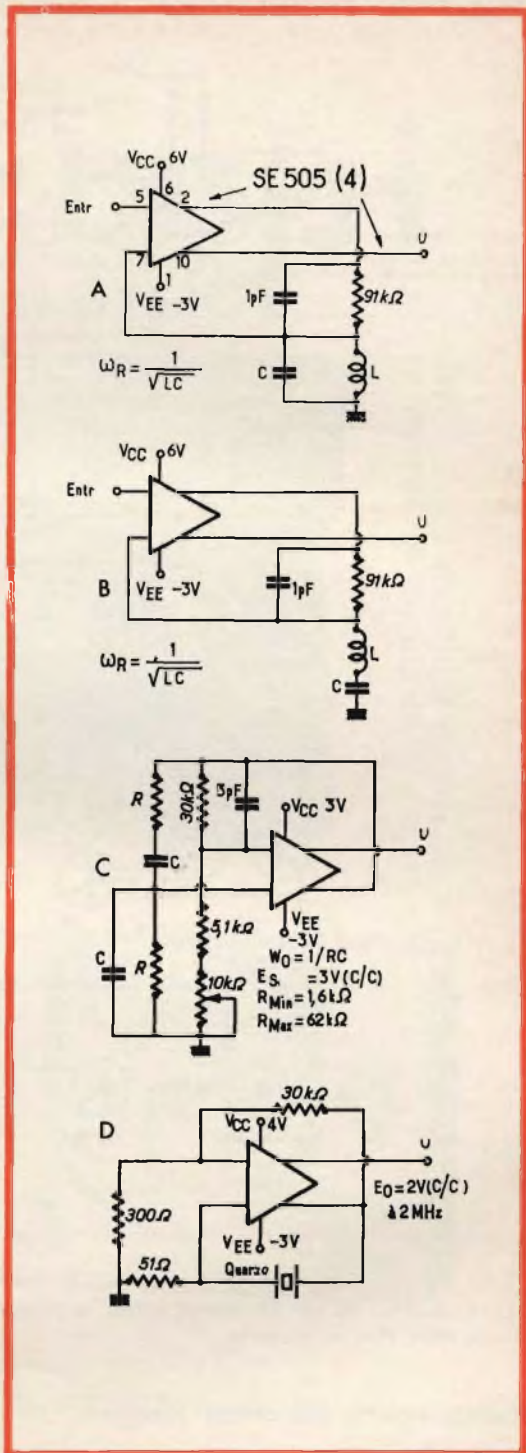 VCC 6V
SE 505 (4)
Entr 5 6 2
7 10
1
VEE -3V
U
A
1pF
91kΩ
C
L
ωR = 1/√LC
VCC 6V
Entr
U
VEE -3V
B
1pF
91kΩ
L
C
ωR = 1/√LC
R
30kΩ
3pF
VCC 3V
C
C
U
5,1kΩ
VEE
-3V
C
R
10kΩ
W0 = 1/RC
ES. = 3V (C/C)
RMin = 1,6kΩ
RMax = 62kΩ
30kΩ
D
VCC 4V
U
E0 = 2V (C/C)
à 2 MHz
300Ω
VEE -3V
51Ω
Quarzo